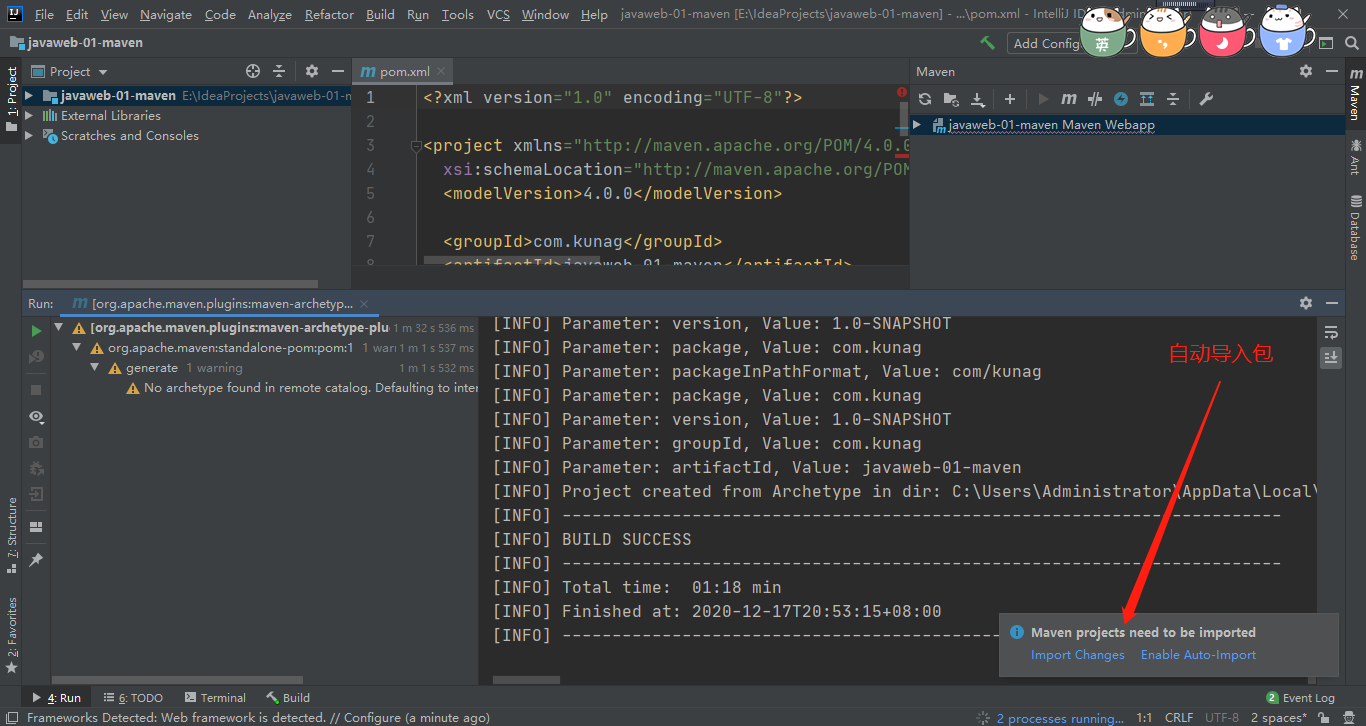 File Edit View Navigate Code Analyze Refactor Build Run Tools VCS Window Help javaweb-01-maven [E:\IdeaProjects\javaweb-01-maven] - ...\pom.xml - IntelliJ
javaweb-01-maven
Add Config
英
Project
pom.xml
Maven
1: Project
javaweb-01-maven E:\IdeaProjects\javaweb-01-m
External Libraries
Scratches and Consoles
1 <?xml version="1.0" encoding="UTF-8"?>
2
3 <project xmlns="http://maven.apache.org/POM/4.0.0
4 xsi:schemaLocation="http://maven.apache.org/POM
5 <modelVersion>4.0.0</modelVersion>
6
7 <groupId>com.kunag</groupId>
8 <artifactId>javaweb-01-maven</artifactId>
javaweb-01-maven Maven Webapp
Maven
Ant
Database
Run: [org.apache.maven.plugins:maven-archetyp...
[org.apache.maven.plugins:maven-archetype-plu 1 m 32 s 536 ms
org.apache.maven:standalone-pom:pom:1 1 warı 1 m 1 s 537 ms
generate 1 warning 1 m 1 s 532 ms
No archetype found in remote catalog. Defaulting to inter
[INFO] Parameter: version, Value: 1.0-SNAPSHOT
[INFO] Parameter: package, Value: com.kunag
[INFO] Parameter: packageInPathFormat, Value: com/kunag
[INFO] Parameter: package, Value: com.kunag
[INFO] Parameter: version, Value: 1.0-SNAPSHOT
[INFO] Parameter: groupId, Value: com.kunag
[INFO] Parameter: artifactId, Value: javaweb-01-maven
[INFO] Project created from Archetype in dir: C:\Users\Administrator\AppData\Local\
[INFO] ------------------------------------------------------------------------
[INFO] BUILD SUCCESS
[INFO] ------------------------------------------------------------------------
[INFO] Total time:  01:18 min
[INFO] Finished at: 2020-12-17T20:53:15+08:00
[INFO] ------------------------------------------------------------------------
自动导入包
Maven projects need to be imported
Import Changes Enable Auto-Import
7: Structure
2: Favorites
4: Run 6: TODO Terminal Build 2 Event Log
Frameworks Detected: Web framework is detected. // Configure (a minute ago) 2 processes running... 1:1 CRLF UTF-8 2 spaces*